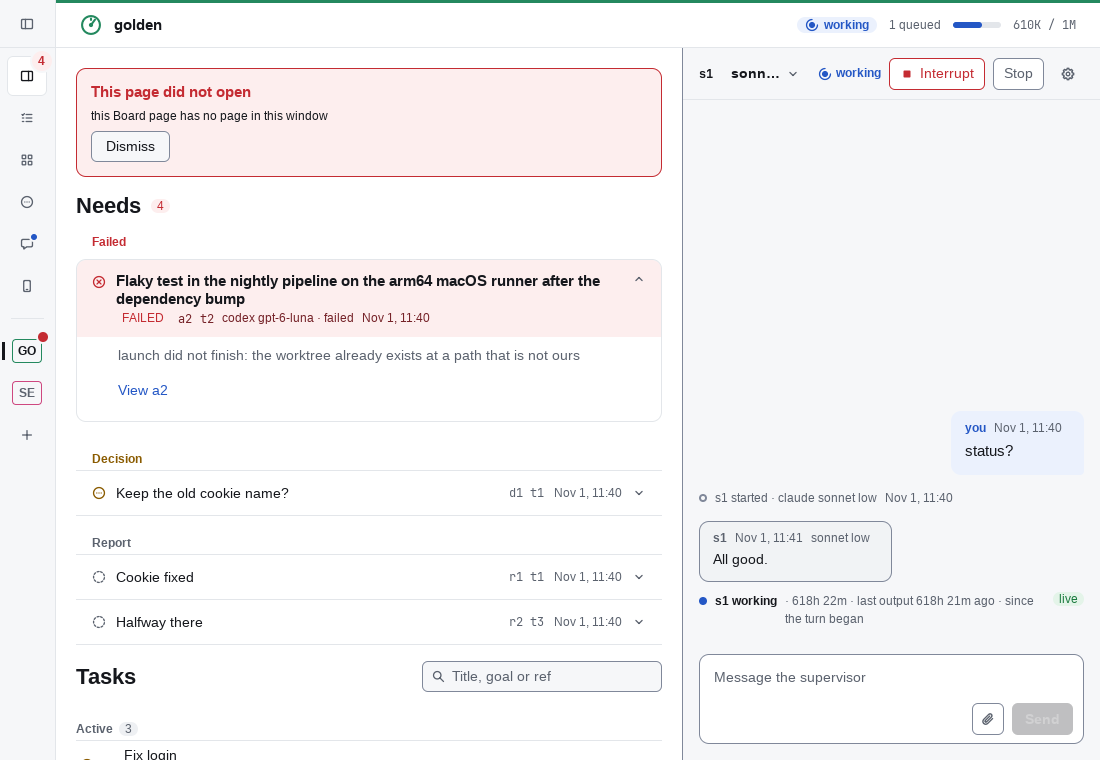 golden
working
1 queued
610K / 1M
4
GO
SE
This page did not open
this Board page has no page in this window
Dismiss
Needs 4
Failed
Flaky test in the nightly pipeline on the arm64 macOS runner after the
dependency bump
FAILED a2 t2 codex gpt-6-luna · failed Nov 1, 11:40
launch did not finish: the worktree already exists at a path that is not ours
View a2
Decision
Keep the old cookie name? d1 t1 Nov 1, 11:40
Report
Cookie fixed r1 t1 Nov 1, 11:40
Halfway there r2 t3 Nov 1, 11:40
Tasks
Title, goal or ref
Active 3
Fix login
s1 sonn... working Interrupt Stop
you Nov 1, 11:40
status?
s1 started · claude sonnet low Nov 1, 11:40
s1 Nov 1, 11:41 sonnet low
All good.
s1 working · 618h 22m · last output 618h 21m ago · since
the turn began
live
Message the supervisor
Send